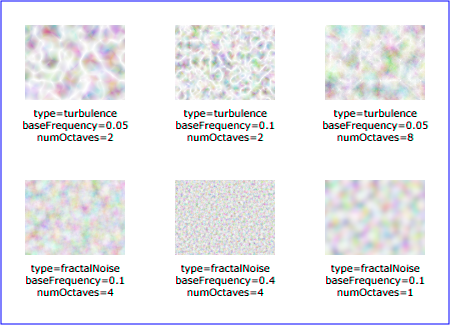 type=turbulence
baseFrequency=0.05
numOctaves=2
type=turbulence
baseFrequency=0.1
numOctaves=2
type=turbulence
baseFrequency=0.05
numOctaves=8
type=fractalNoise
baseFrequency=0.1
numOctaves=4
type=fractalNoise
baseFrequency=0.4
numOctaves=4
type=fractalNoise
baseFrequency=0.1
numOctaves=1